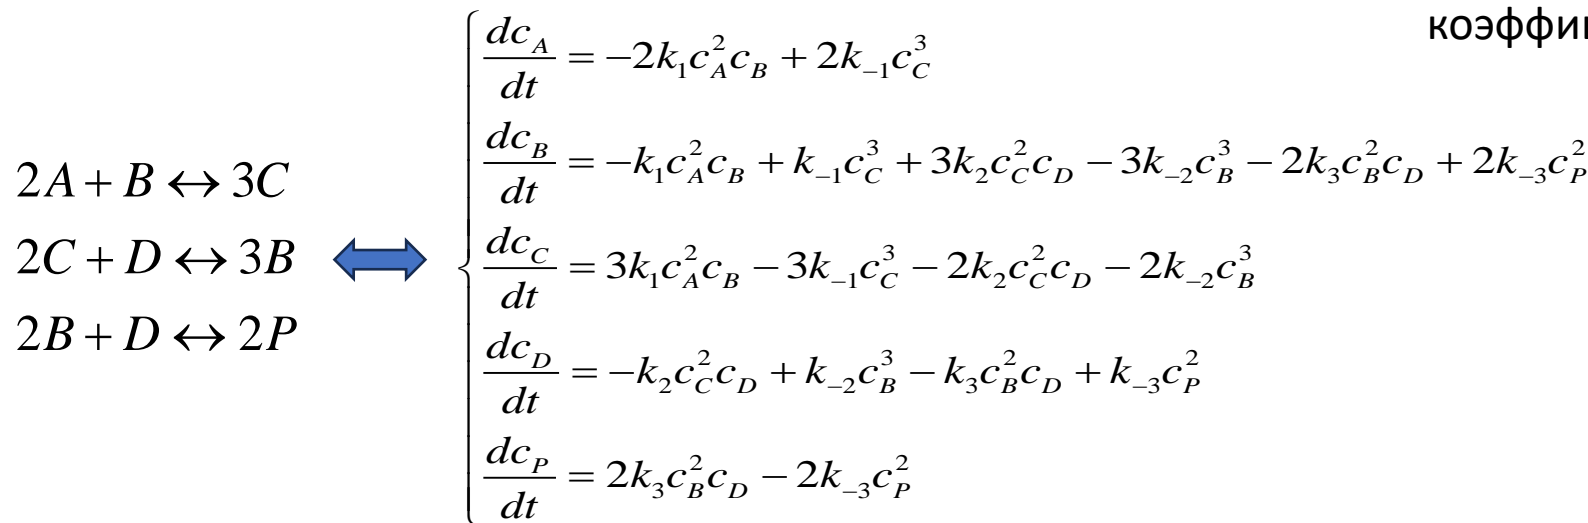 коэффи
2A + B ↔ 3C
2C + D ↔ 3B
2B + D ↔ 2P
dc_A/dt = −2k_1c_A^2c_B + 2k_{−1}c_C^3
dc_B/dt = −k_1c_A^2c_B + k_{−1}c_C^3 + 3k_2c_C^2c_D − 3k_{−2}c_B^3 − 2k_3c_B^2c_D + 2k_{−3}c_P^2
dc_C/dt = 3k_1c_A^2c_B − 3k_{−1}c_C^3 − 2k_2c_C^2c_D − 2k_{−2}c_B^3
dc_D/dt = −k_2c_C^2c_D + k_{−2}c_B^3 − k_3c_B^2c_D + k_{−3}c_P^2
dc_P/dt = 2k_3c_B^2c_D − 2k_{−3}c_P^2